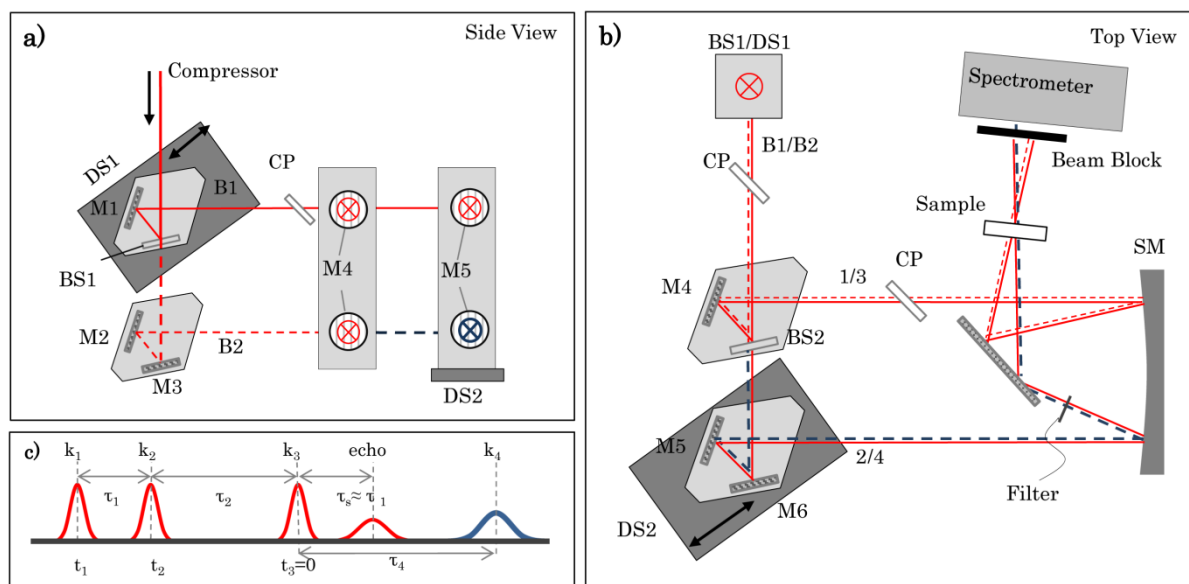 a)
Side View
Compressor
DS1
CP
B1
M1
BS1
M4
M5
M2
B2
M3
DS2
b)
BS1/DS1
Top View
Spectrometer
B1/B2
CP
Beam Block
Sample
SM
M4
1/3
CP
BS2
M5
2/4
Filter
M6
DS2
c)
k₁ k₂ k₃ echo k₄
τ₁ τ₂ τₛ≈ τ₁
τ₄
t₁ t₂ t₃=0